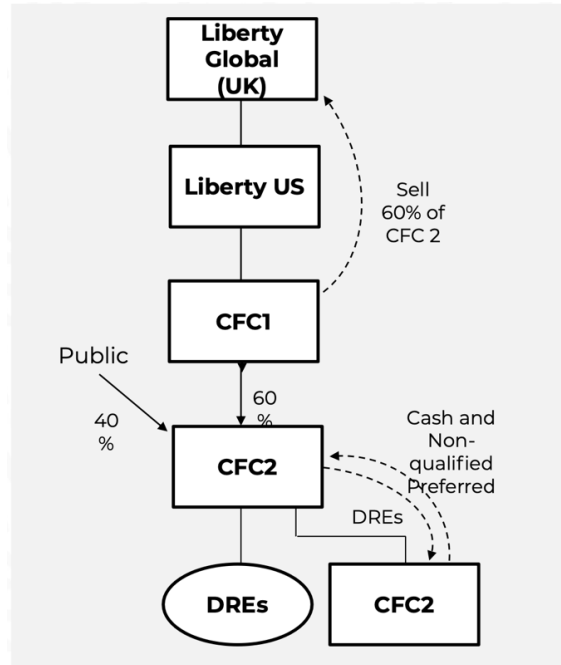 Liberty
Global
(UK)
Liberty US
Sell
60% of
CFC 2
CFC1
Public
60
%
40
%
Cash and
Non-
qualified
Preferred
CFC2
DREs
DREs
CFC2